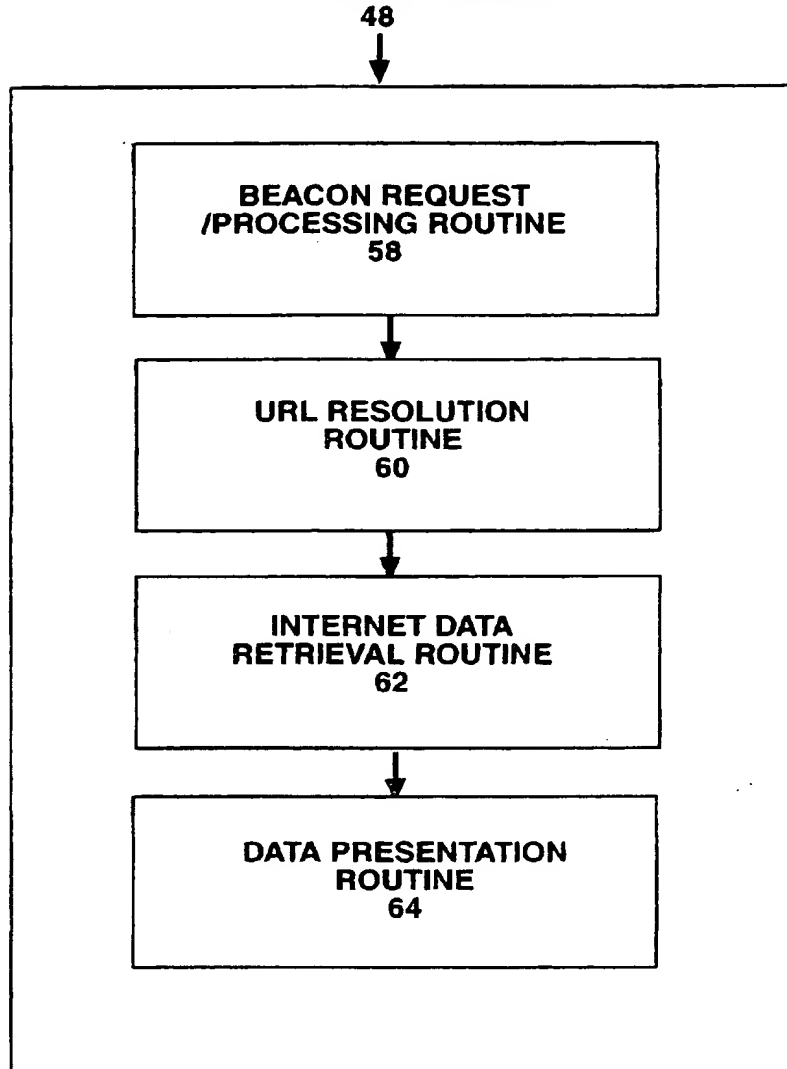 48
BEACON REQUEST
/PROCESSING ROUTINE
58
URL RESOLUTION
ROUTINE
60
INTERNET DATA
RETRIEVAL ROUTINE
62
DATA PRESENTATION
ROUTINE
64